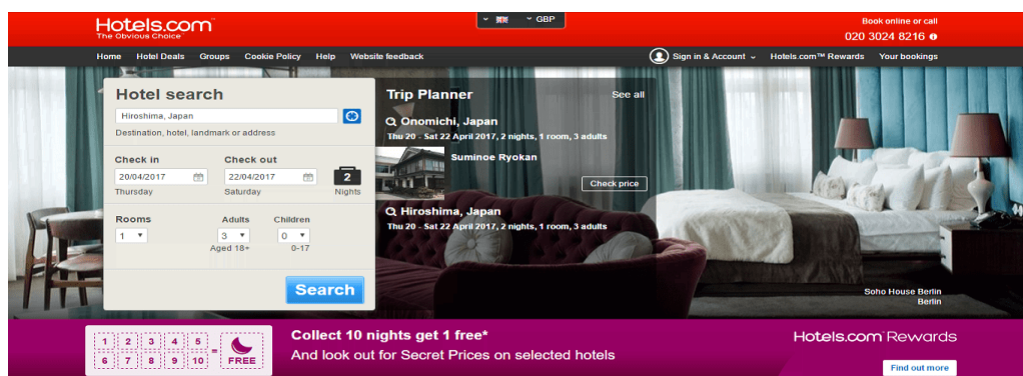 Hotels.com™
The Obvious Choice™
GBP
Book online or call
020 3024 8216
Home Hotel Deals Groups Cookie Policy Help Website feedback
Sign in & Account Hotels.com™ Rewards Your bookings
Hotel search
Hiroshima, Japan
Destination, hotel, landmark or address
Check in Check out
20/04/2017 22/04/2017 2
Thursday Saturday Nights
Rooms Adults Children
1 3 0
Aged 18+ 0-17
Search
Trip Planner See all
Onomichi, Japan
Thu 20 - Sat 22 April 2017, 2 nights, 1 room, 3 adults
Suminoe Ryokan
Check price
Hiroshima, Japan
Thu 20 - Sat 22 April 2017, 2 nights, 1 room, 3 adults
Soho House Berlin
Berlin
1 2 3 4 5
6 7 8 9 10
= FREE
Collect 10 nights get 1 free*
And look out for Secret Prices on selected hotels
Hotels.com® Rewards
Find out more